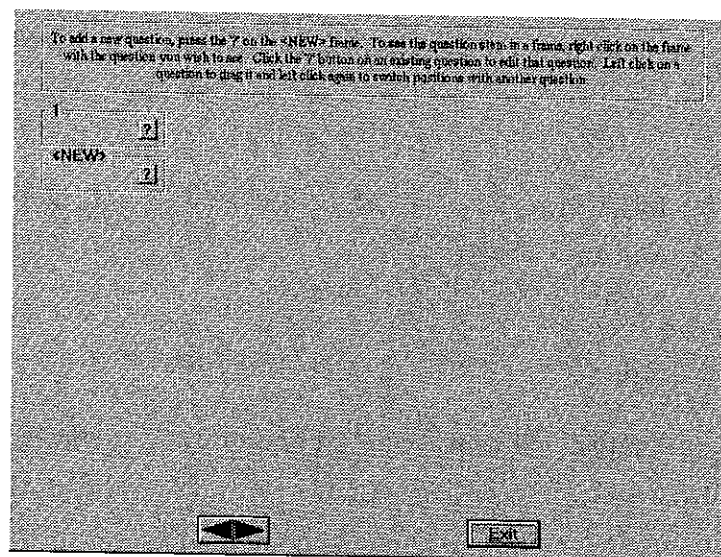 To add a new question, press the '?' on the <NEW> frame. To see the question stem in a frame, right click on the frame
with the question you wish to see. Click the '?' button on an existing question to edit that question. Left click on a
question to drag it and left click again to switch positions with another question.
1
?
<NEW>
?
Exit